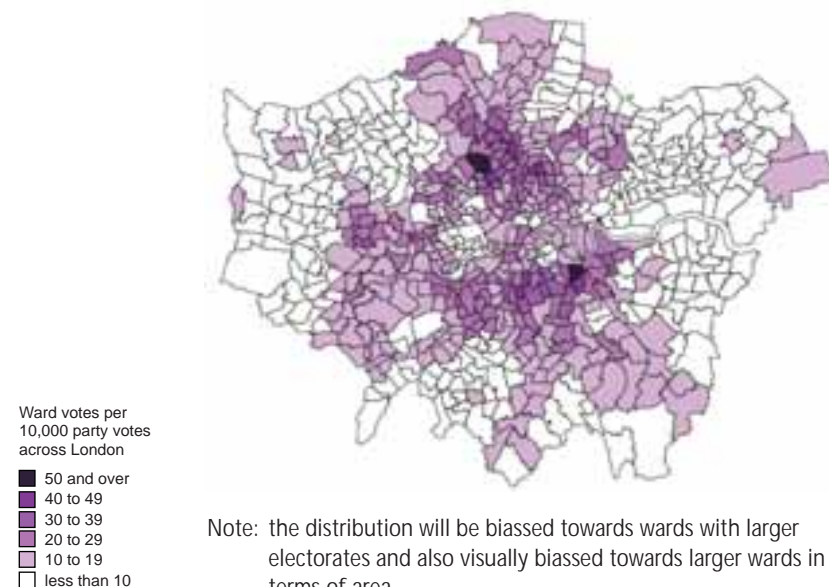 Ward votes per
10,000 party votes
across London
50 and over
40 to 49
30 to 39
20 to 29
10 to 19
less than 10
Note: the distribution will be biassed towards wards with larger
electorates and also visually biassed towards larger wards in
terms of area